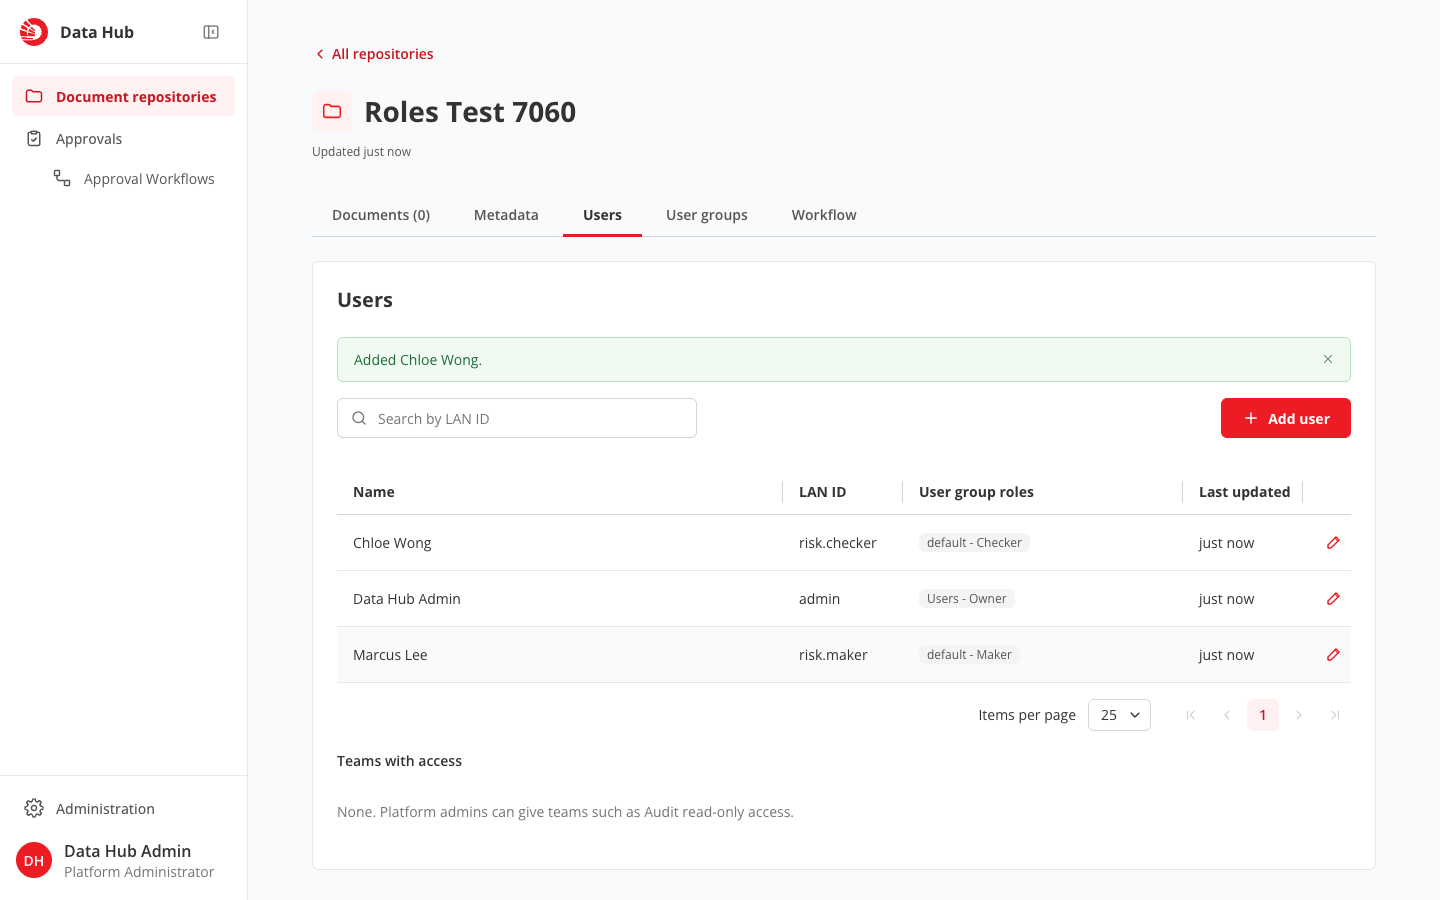 Data Hub
Document repositories
Approvals
Approval Workflows
Administration
DH
Data Hub Admin
Platform Administrator
All repositories
Roles Test 7060
Updated just now
Documents (0) Metadata Users User groups Workflow
Users
Added Chloe Wong.
Search by LAN ID
Add user
Name LAN ID User group roles Last updated
Chloe Wong risk.checker default - Checker just now
Data Hub Admin admin Users - Owner just now
Marcus Lee risk.maker default - Maker just now
Items per page 25 1
Teams with access
None. Platform admins can give teams such as Audit read-only access.